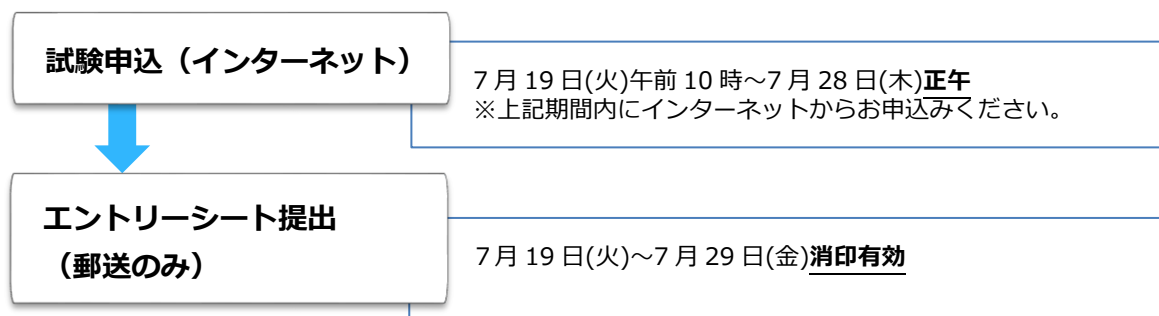 試験申込（インターネット）
7月19日(火)午前10時～7月28日(木)正午
※上記期間内にインターネットからお申込みください。
エントリーシート提出
（郵送のみ）
7月19日(火)～7月29日(金)消印有効